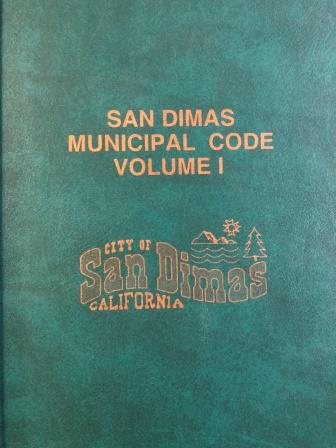 SAN DIMAS
MUNICIPAL CODE
VOLUME I
CITY OF
San Dimas
CALIFORNIA